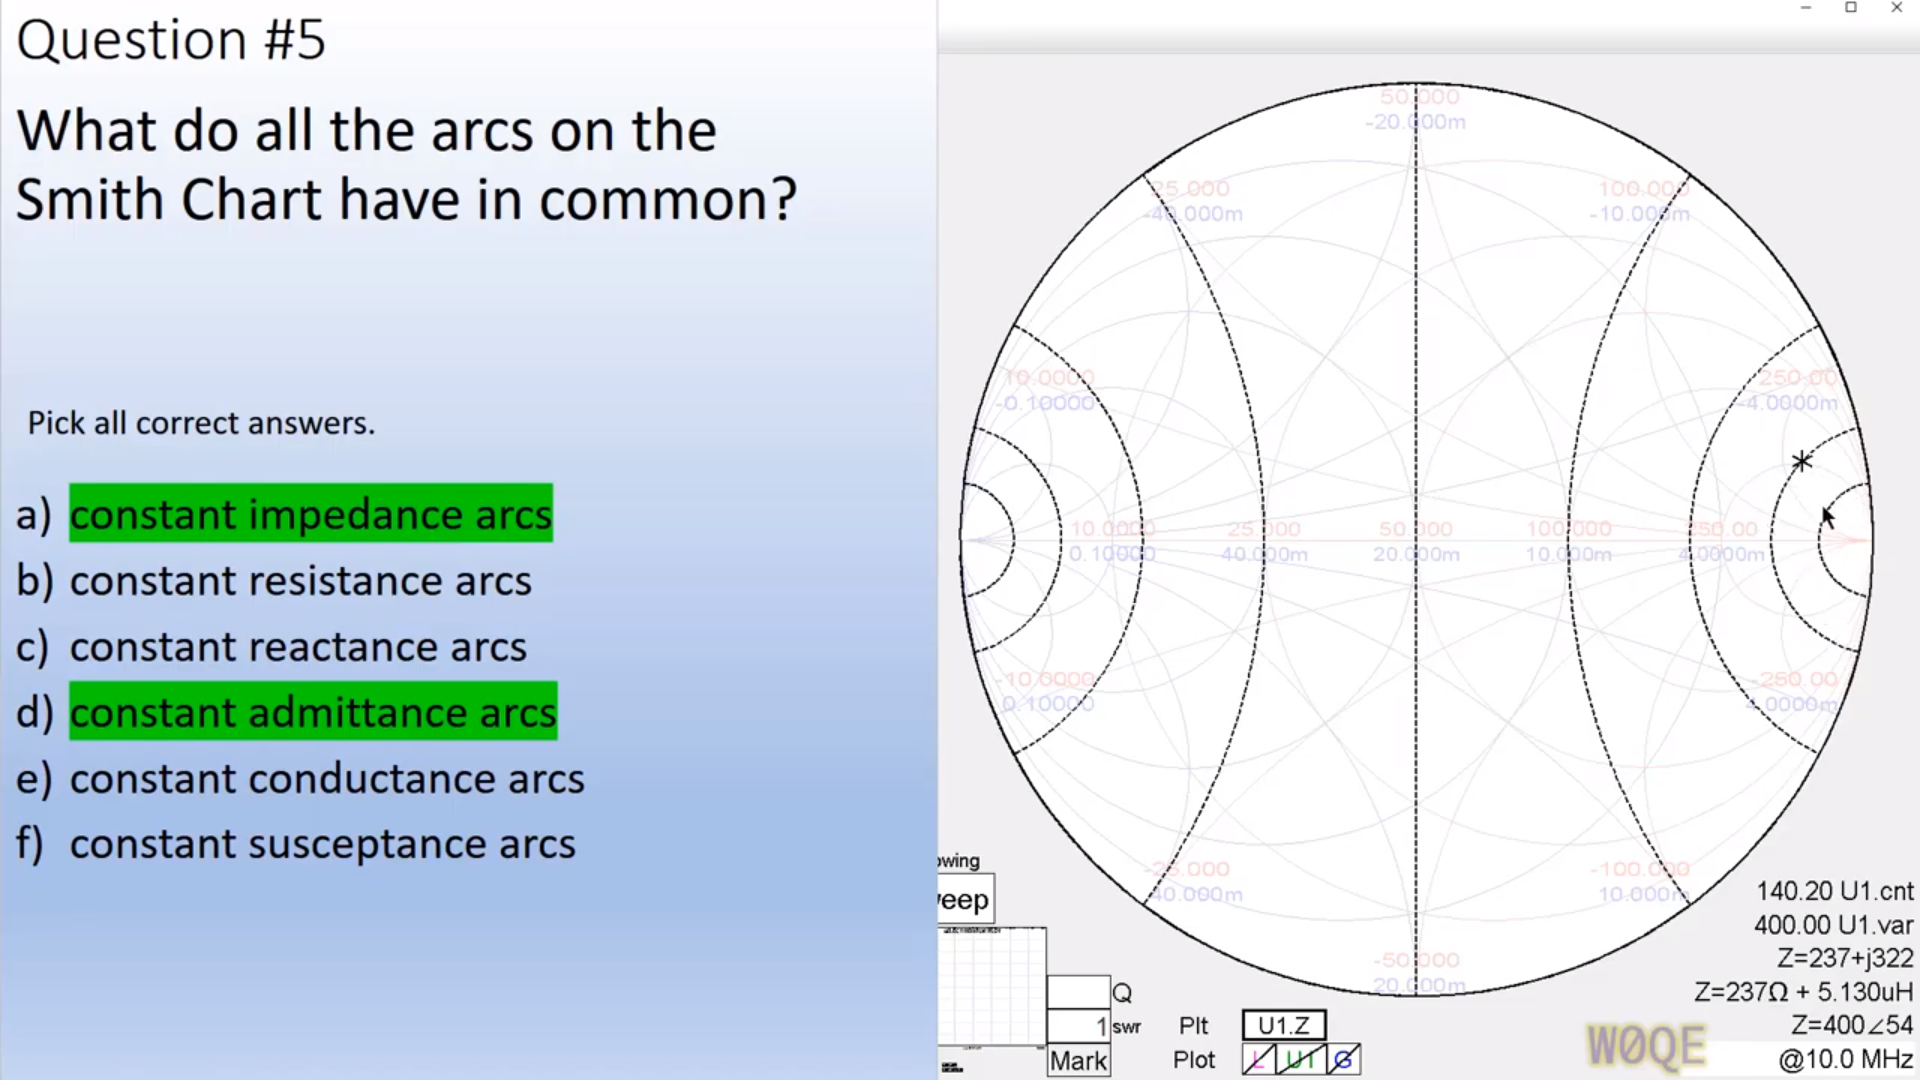 Question #5
What do all the arcs on the
Smith Chart have in common?
Pick all correct answers.
a) constant impedance arcs
b) constant resistance arcs
c) constant reactance arcs
d) constant admittance arcs
e) constant conductance arcs
f) constant susceptance arcs
50.000
-20.000m
25.000
-40.000m
100.000
-10.000m
10.0000
-0.10000
250.00
-4.0000m
10.0000
0.10000
25.000
40.000m
50.000
20.000m
100.000
10.000m
250.00
4.0000m
-10.0000
0.10000
-250.00
4.0000m
-25.000
40.000m
-100.000
10.000m
-50.000
20.000m
owing
eep
Q
1 swr
Mark
Plt
U1.Z
Plot
L
U1
G
140.20 U1.cnt
400.00 U1.var
Z=237+j322
Z=237Ω + 5.130uH
Z=400∠54
@10.0 MHz
W0QE